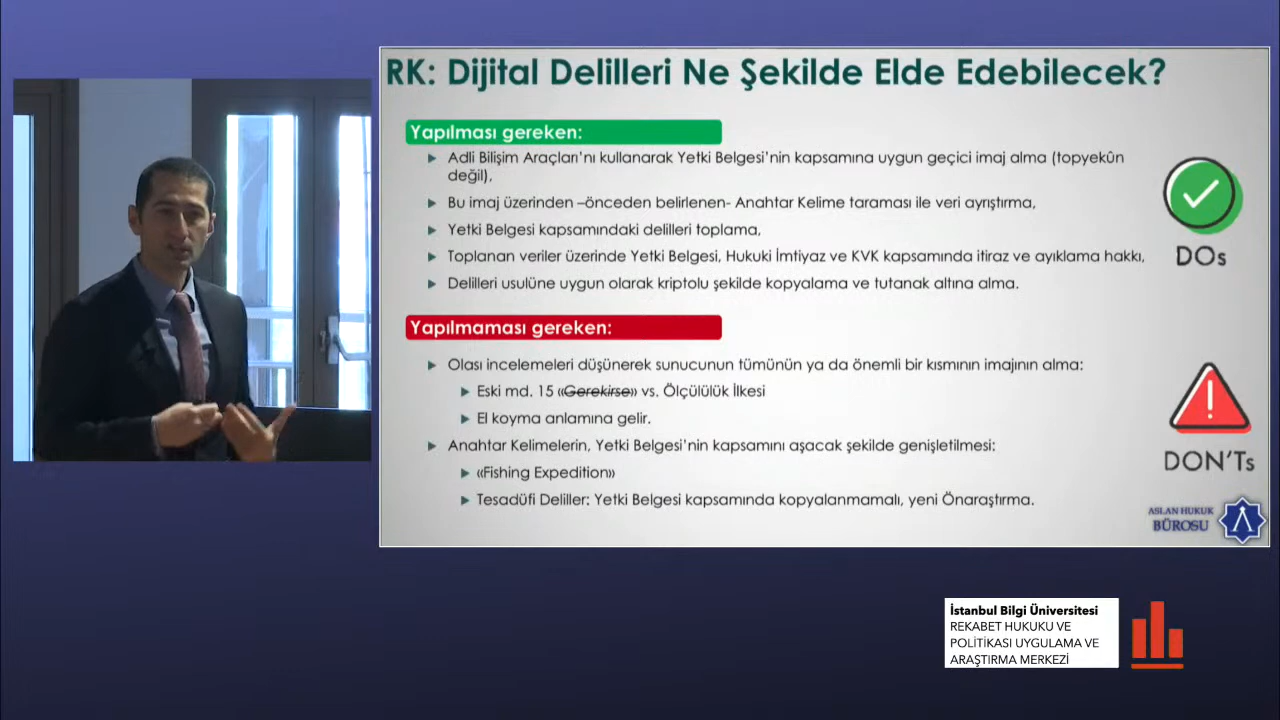 RK: Dijital Delilleri Ne Şekilde Elde Edebilecek?
Yapılması gereken:
Adli Bilişim Araçları'nı kullanarak Yetki Belgesi'nin kapsamına uygun geçici imaj alma (topyekûn
değil),
Bu imaj üzerinden –önceden belirlenen- Anahtar Kelime taraması ile veri ayrıştırma,
Yetki Belgesi kapsamındaki delilleri toplama,
Toplanan veriler üzerinde Yetki Belgesi, Hukuki İmtiyaz ve KVK kapsamında itiraz ve ayıklama hakkı,
Delilleri usulüne uygun olarak kriptolu şekilde kopyalama ve tutanak altına alma.
DOs
Yapılmaması gereken:
Olası incelemeleri düşünerek sunucunun tümünün ya da önemli bir kısmının imajının alma:
Eski md. 15 «Gerekirse» vs. Ölçülülük İlkesi
El koyma anlamına gelir.
Anahtar Kelimelerin, Yetki Belgesi'nin kapsamını aşacak şekilde genişletilmesi:
«Fishing Expedition»
Tesadüfi Deliller: Yetki Belgesi kapsamında kopyalanmamalı, yeni Önaraştırma.
DON'Ts
ASLAN HUKUK
BÜROSU
İstanbul Bilgi Üniversitesi
REKABET HUKUKU VE
POLİTİKASI UYGULAMA VE
ARAŞTIRMA MERKEZİ